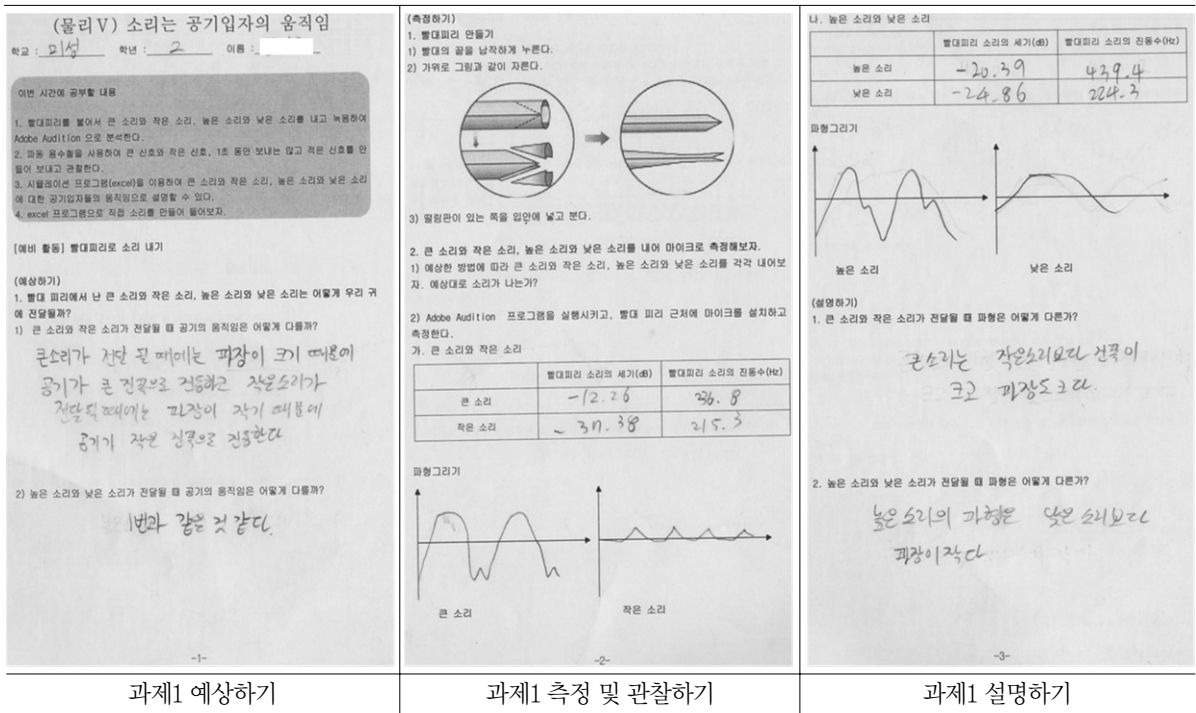 (물리V) 소리는 공기입자의 움직임
학교 : 미성 학년 : 2 이름 :
이번 시간에 공부할 내용
1. 빨대피리를 불어서 큰 소리와 작은 소리, 높은 소리와 낮은 소리를 내고 녹음하여
Adobe Audition 으로 분석한다.
2. 파동 용수철을 사용하여 큰 신호와 작은 신호, 1초 동안 보내는 많고 적은 신호를 만
들어 보내고 관찰한다.
3. 시뮬레이션 프로그램(excel)을 이용하여 큰 소리와 작은 소리, 높은 소리와 낮은 소리
에 대한 공기입자들의 움직임으로 설명할 수 있다.
4. excel 프로그램으로 직접 소리를 만들어 들어보자.
[예비 활동] 빨대피리로 소리 내기
(예상하기)
1. 빨대 피리에서 난 큰 소리와 작은 소리, 높은 소리와 낮은 소리는 어떻게 우리 귀
에 전달될까?
1) 큰 소리와 작은 소리가 전달될 때 공기의 움직임은 어떻게 다를까?
큰소리가 전달 될 때에는 파장이 크기 때문에
공기가 큰 진폭으로 진동하고 작은소리가
전달될 때에는 파장이 작기 때문에
공기가 작은 진폭으로 진동한다
2) 높은 소리와 낮은 소리가 전달될 때 공기의 움직임은 어떻게 다를까?
1번과 같은 것 같다.
-1-
과제1 예상하기
(측정하기)
1. 빨대피리 만들기
1) 빨대의 끝을 납작하게 누른다.
2) 가위로 그림과 같이 자른다.
3) 떨림판이 있는 쪽을 입안에 넣고 분다.
2. 큰 소리와 작은 소리, 높은 소리와 낮은 소리를 내어 마이크로 측정해보자.
1) 예상한 방법에 따라 큰 소리와 작은 소리, 높은 소리와 낮은 소리를 각각 내어보
자. 예상대로 소리가 나는가?
2) Adobe Audition 프로그램을 실행시키고, 빨대 피리 근처에 마이크를 설치하고
측정한다.
가. 큰 소리와 작은 소리
빨대피리 소리의 세기(dB) 빨대피리 소리의 진동수(Hz)
큰 소리 -12.26 236.8
작은 소리 -37.38 215.3
파형그리기
큰 소리 작은 소리
-2-
과제1 측정 및 관찰하기
나. 높은 소리와 낮은 소리
빨대피리 소리의 세기(dB) 빨대피리 소리의 진동수(Hz)
높은 소리 -20.39 439.4
낮은 소리 -24.86 224.3
파형그리기
높은 소리 낮은 소리
(설명하기)
1. 큰 소리와 작은 소리가 전달될 때 파형은 어떻게 다른가?
큰소리는 작은소리보다 진폭이
크고 파장도 크다.
2. 높은 소리와 낮은 소리가 전달될 때 파형은 어떻게 다른가?
높은 소리의 파형은 낮은 소리보다
파장이 작다
-3-
과제1 설명하기